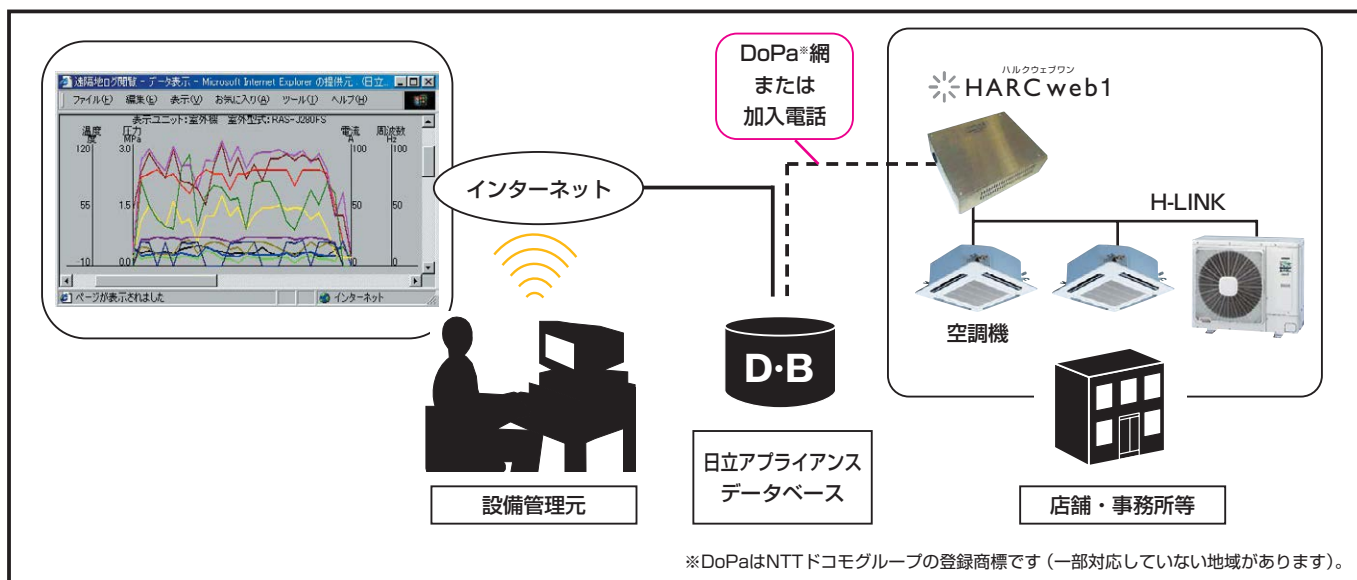 遠隔地ログ閲覧 - データ表示 - Microsoft Internet Explorer の提供元 (日立
ファイル(F) 編集(E) 表示(V) お気に入り(A) ツール(T) ヘルプ(H)
表示ユニット:室外機 室外型式:RAS-J280FS
温度 圧力 電流 周波数
度 MPa A Hz
120 3.0 100 100
55 1.5 50 50
-10 0.0 0 0
ページが表示されました インターネット
インターネット
DoPa※網
または
加入電話
ハルクウェブワン
HARCweb1
H-LINK
空調機
D・B
設備管理元
日立アプライアンス
データベース
店舗・事務所等
※DoPaはNTTドコモグループの登録商標です(一部対応していない地域があります)。